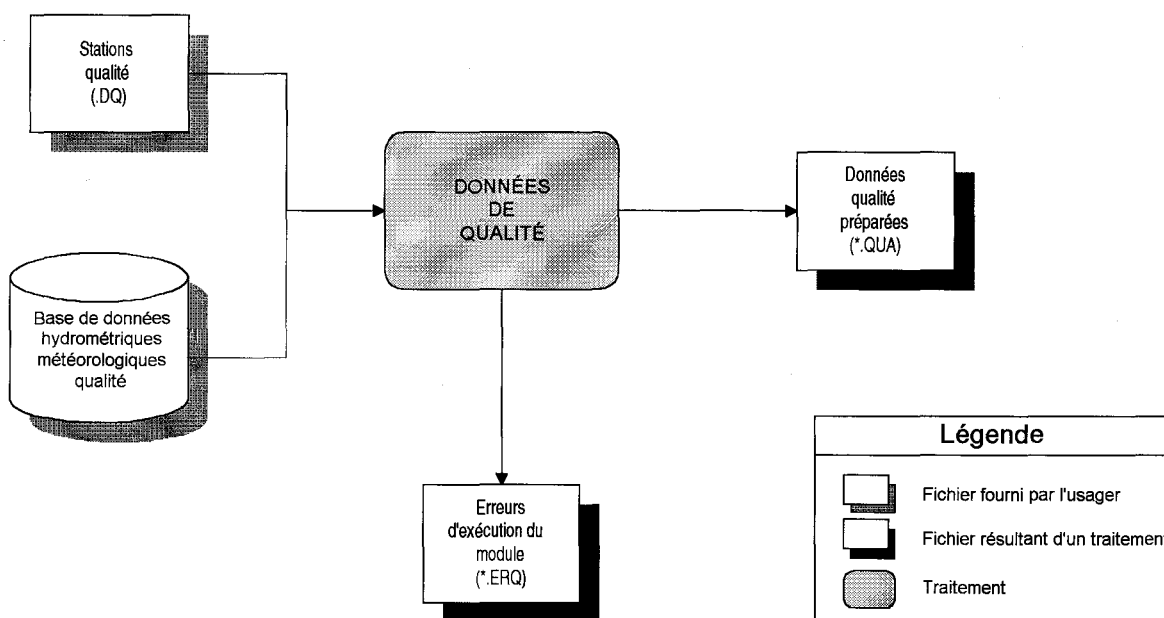 Stations
qualité
(.DQ)
DONNÉES
DE
QUALITÉ
Données
qualité
préparées
(*.QUA)
Base de données
hydrométriques
météorologiques
qualité
Erreurs
d'exécution du
module
(*.ERQ)
Légende
Fichier fourni par l'usager
Fichier résultant d'un traitement
Traitement